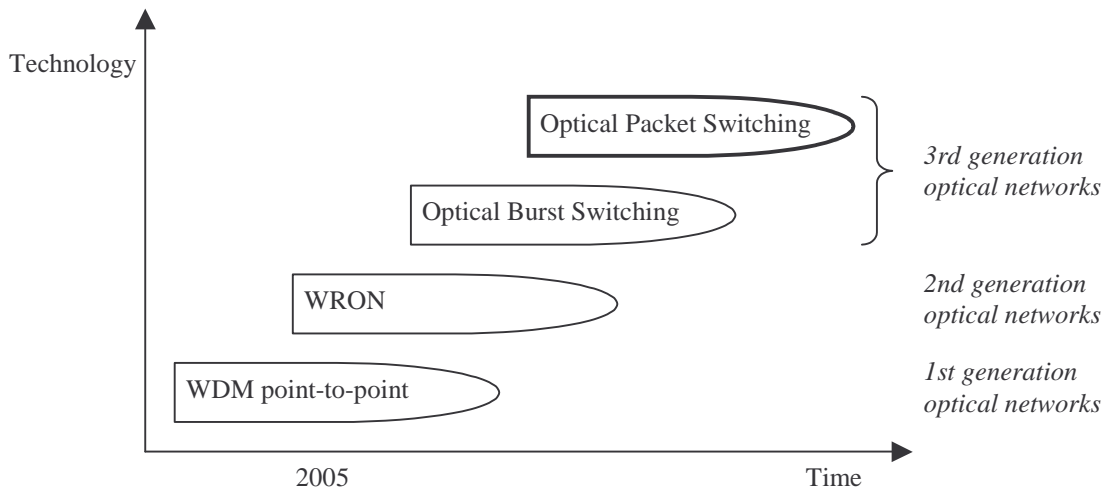 Technology
Optical Packet Switching
3rd generation
optical networks
Optical Burst Switching
WRON
2nd generation
optical networks
WDM point-to-point
1st generation
optical networks
2005
Time